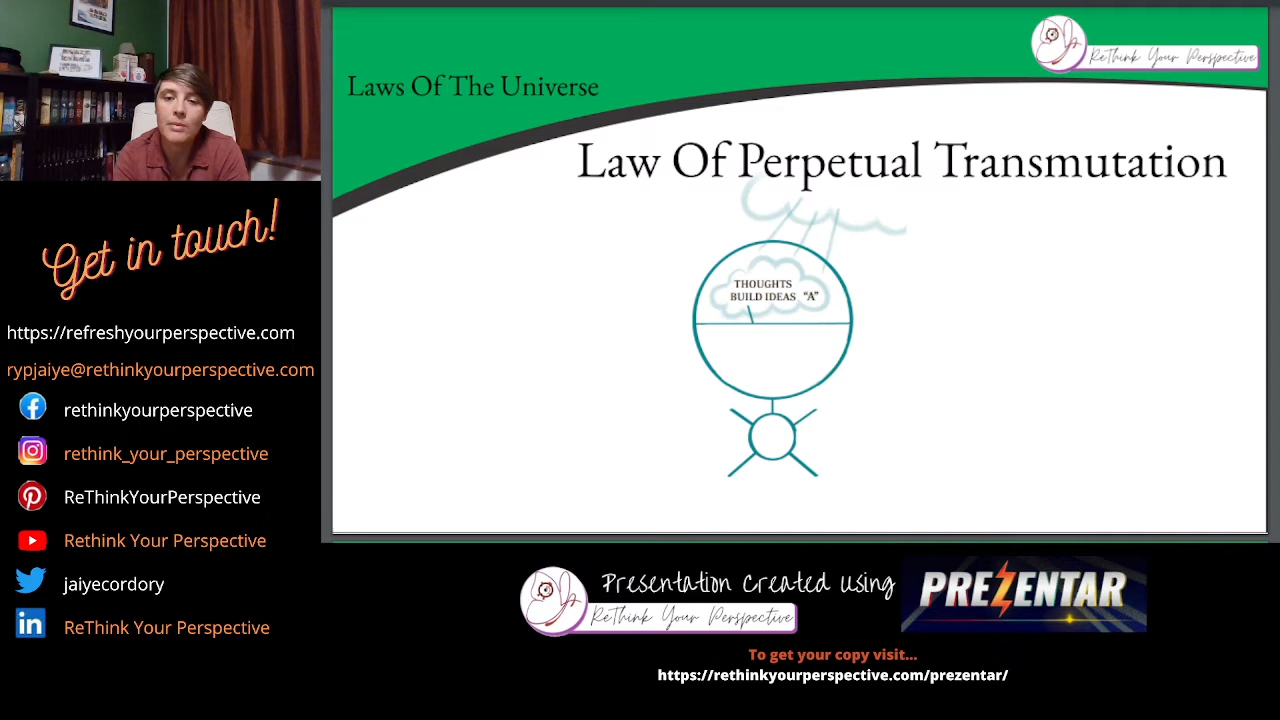 Laws Of The Universe
ReThink Your Perspective
Law Of Perpetual Transmutation
THOUGHTS
BUILD IDEAS "A"
Get in touch!
https://refreshyourperspective.com
rypjaiye@rethinkyourperspective.com
rethinkyourperspective
rethink_your_perspective
ReThinkYourPerspective
Rethink Your Perspective
jaiyecordory
ReThink Your Perspective
Presentation Created Using
ReThink Your Perspective
PREZENTAR
To get your copy visit...
https://rethinkyourperspective.com/prezentar/